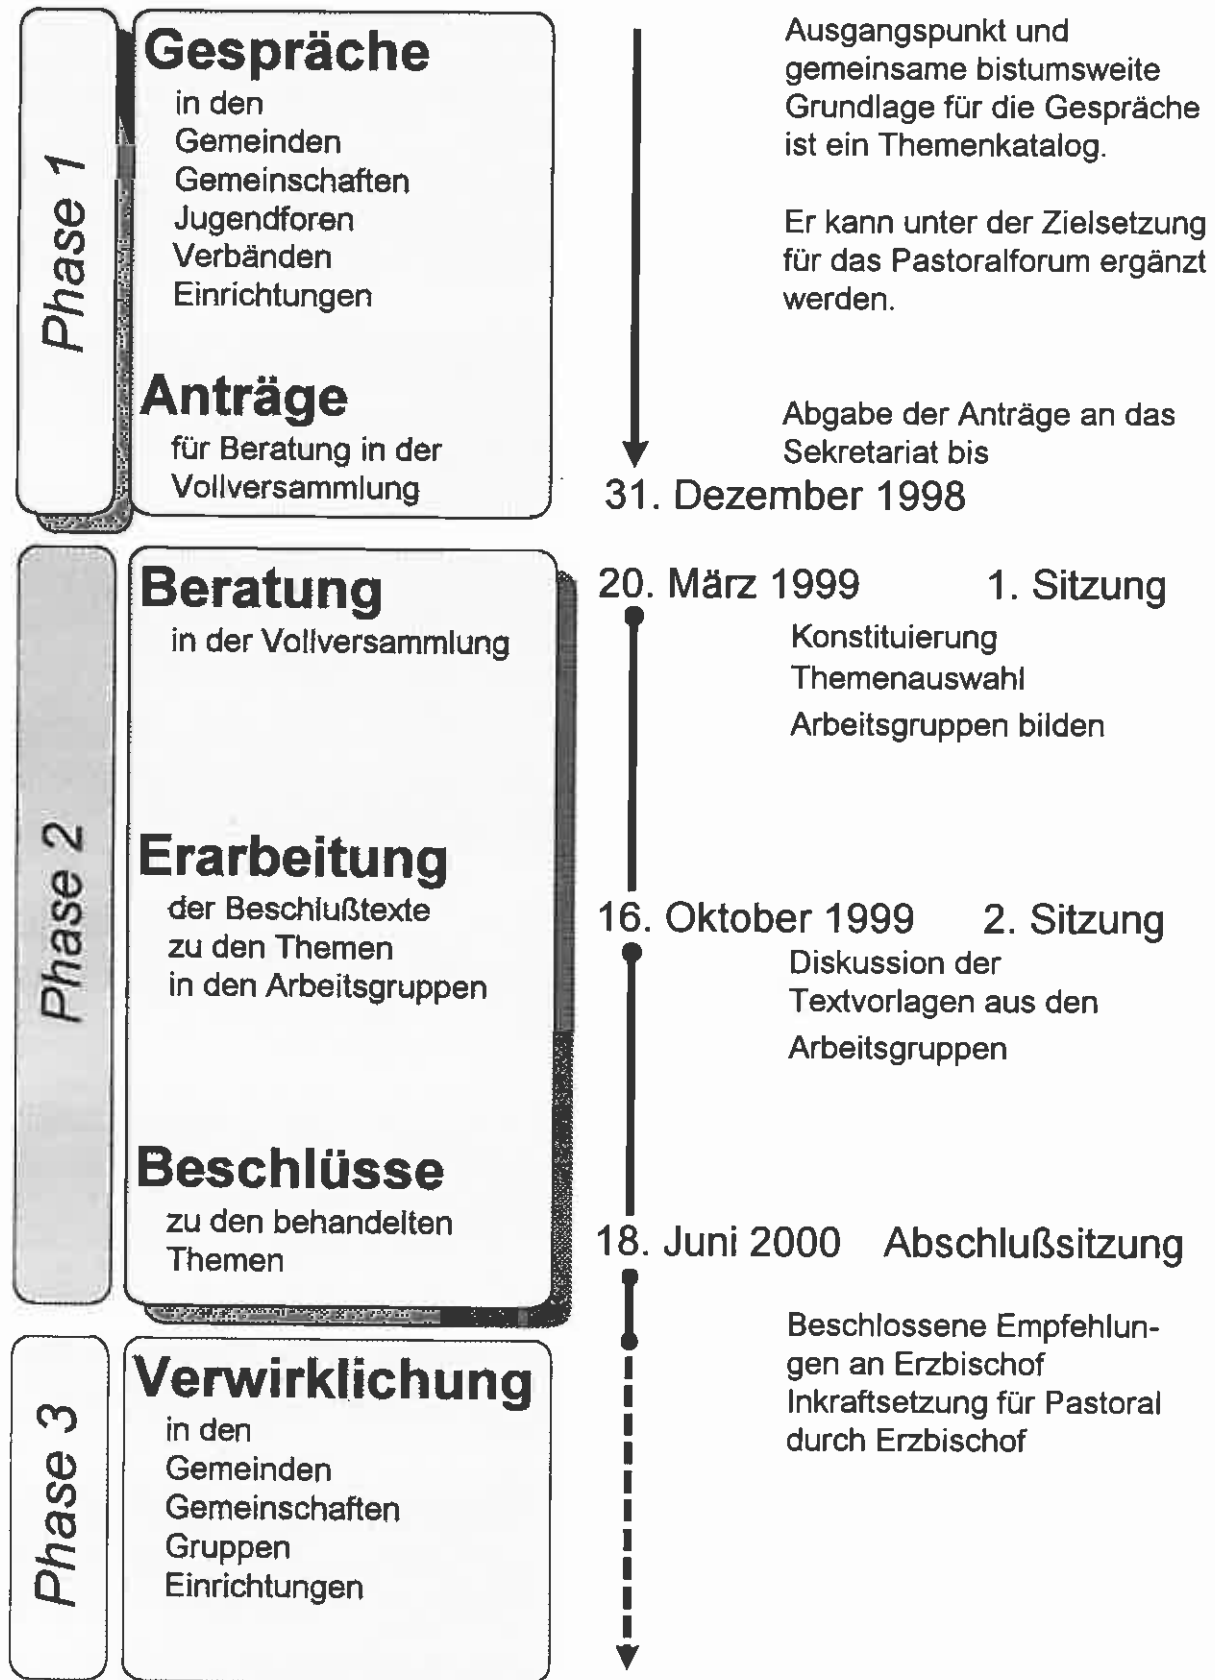 Phase 1
Gespräche
in den
Gemeinden
Gemeinschaften
Jugendforen
Verbänden
Einrichtungen
Anträge
für Beratung in der
Vollversammlung
Ausgangspunkt und
gemeinsame bistumsweite
Grundlage für die Gespräche
ist ein Themenkatalog.
Er kann unter der Zielsetzung
für das Pastoralforum ergänzt
werden.
Abgabe der Anträge an das
Sekretariat bis
31. Dezember 1998
Phase 2
Beratung
in der Vollversammlung
20. März 1999 1. Sitzung
Konstituierung
Themenauswahl
Arbeitsgruppen bilden
Erarbeitung
der Beschlußtexte
zu den Themen
in den Arbeitsgruppen
16. Oktober 1999 2. Sitzung
Diskussion der
Textvorlagen aus den
Arbeitsgruppen
Beschlüsse
zu den behandelten
Themen
18. Juni 2000 Abschlußsitzung
Beschlossene Empfehlun-
gen an Erzbischof
Inkraftsetzung für Pastoral
durch Erzbischof
Phase 3
Verwirklichung
in den
Gemeinden
Gemeinschaften
Gruppen
Einrichtungen